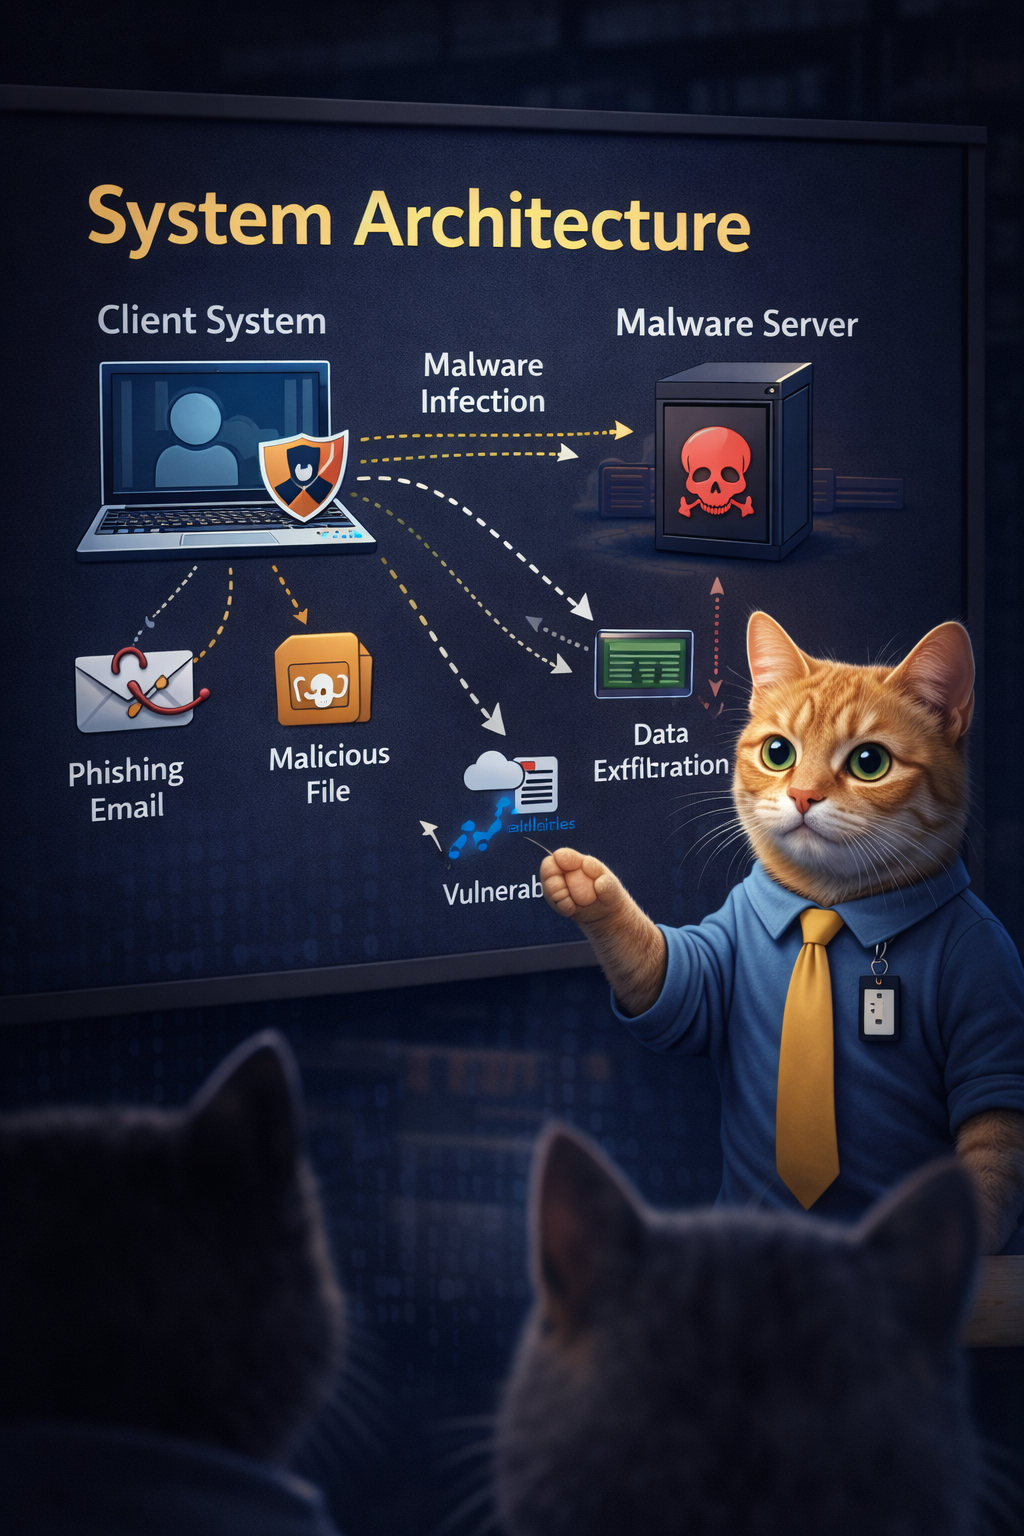 System Architecture
Client System
Malware Server
Malware
Infection
Phishing
Email
Malicious
File
Data
Exfiltration
Vulnerab